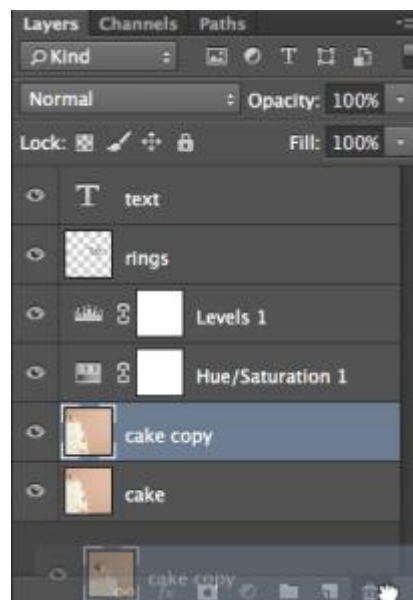 Layers Channels Paths
Kind
Normal Opacity: 100%
Lock: Fill: 100%
T text
rings
Levels 1
Hue/Saturation 1
cake copy
cake
cake copy